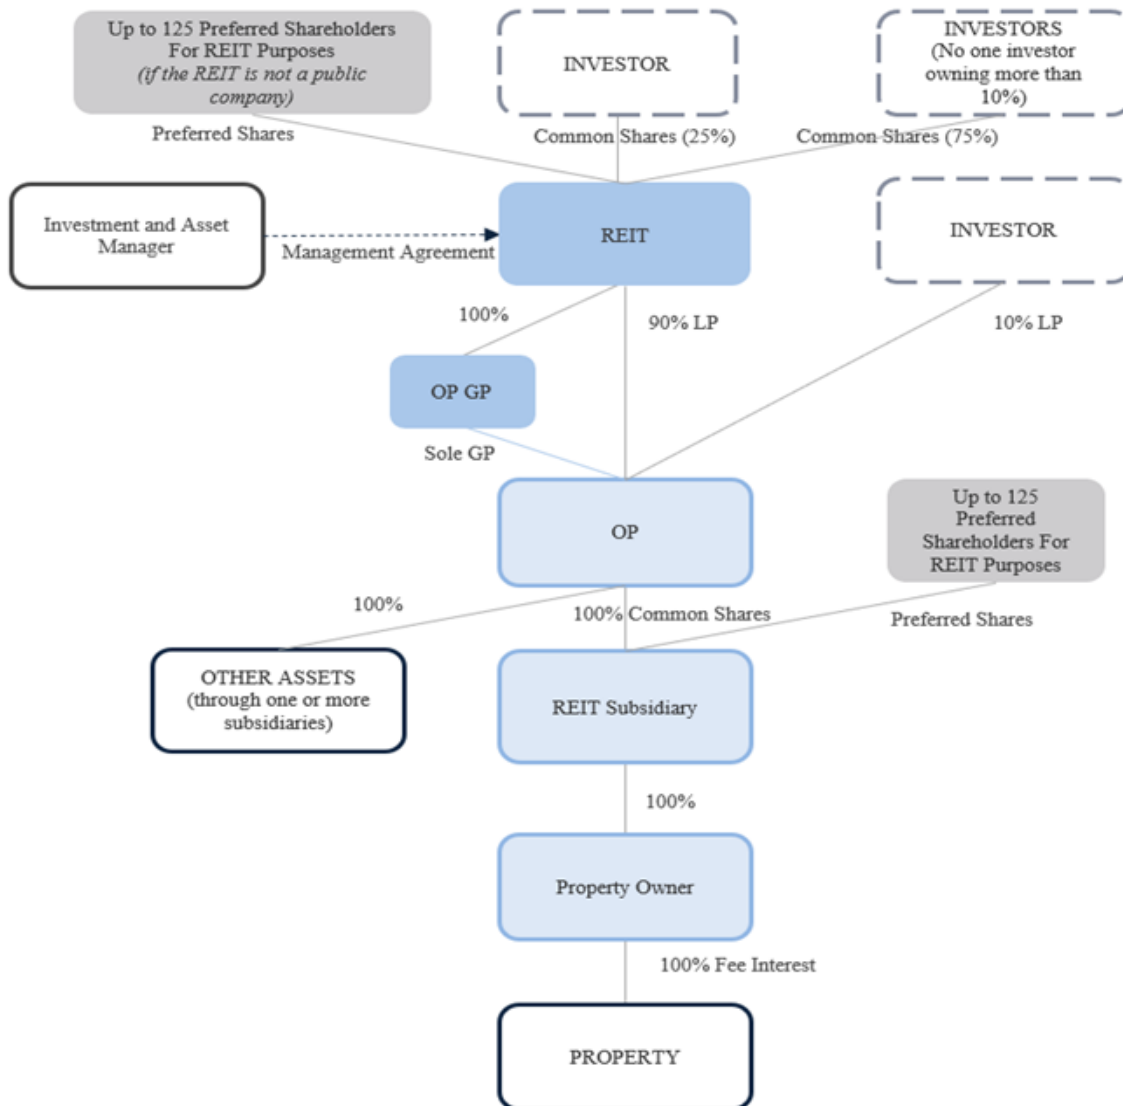 Up to 125 Preferred Shareholders
For REIT Purposes
(if the REIT is not a public
company)
INVESTOR
INVESTORS
(No one investor
owning more than
10%)
Preferred Shares
Common Shares (25%)
Common Shares (75%)
Investment and Asset
Manager
Management Agreement
REIT
INVESTOR
100%
90% LP
10% LP
OP GP
Sole GP
OP
Up to 125
Preferred
Shareholders For
REIT Purposes
100%
100% Common Shares
Preferred Shares
OTHER ASSETS
(through one or more
subsidiaries)
REIT Subsidiary
100%
Property Owner
100% Fee Interest
PROPERTY